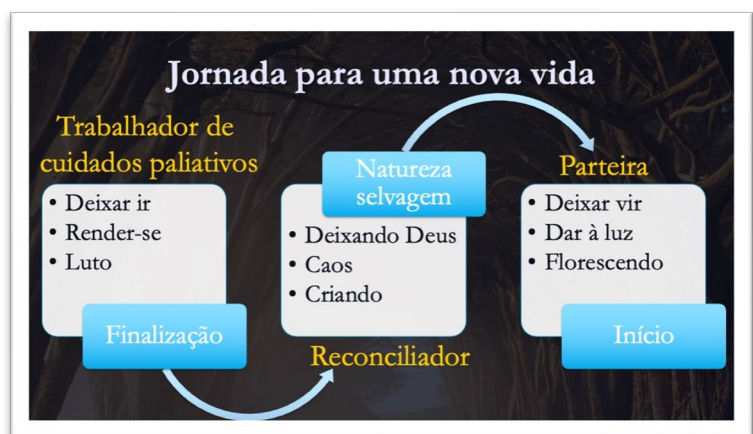 Jornada para uma nova vida
Trabalhador de
cuidados paliativos
• Deixar ir
• Render-se
• Luto
Finalização
Natureza
selvagem
• Deixando Deus
• Caos
• Criando
Reconciliador
Parteira
• Deixar vir
• Dar à luz
• Florescendo
Início